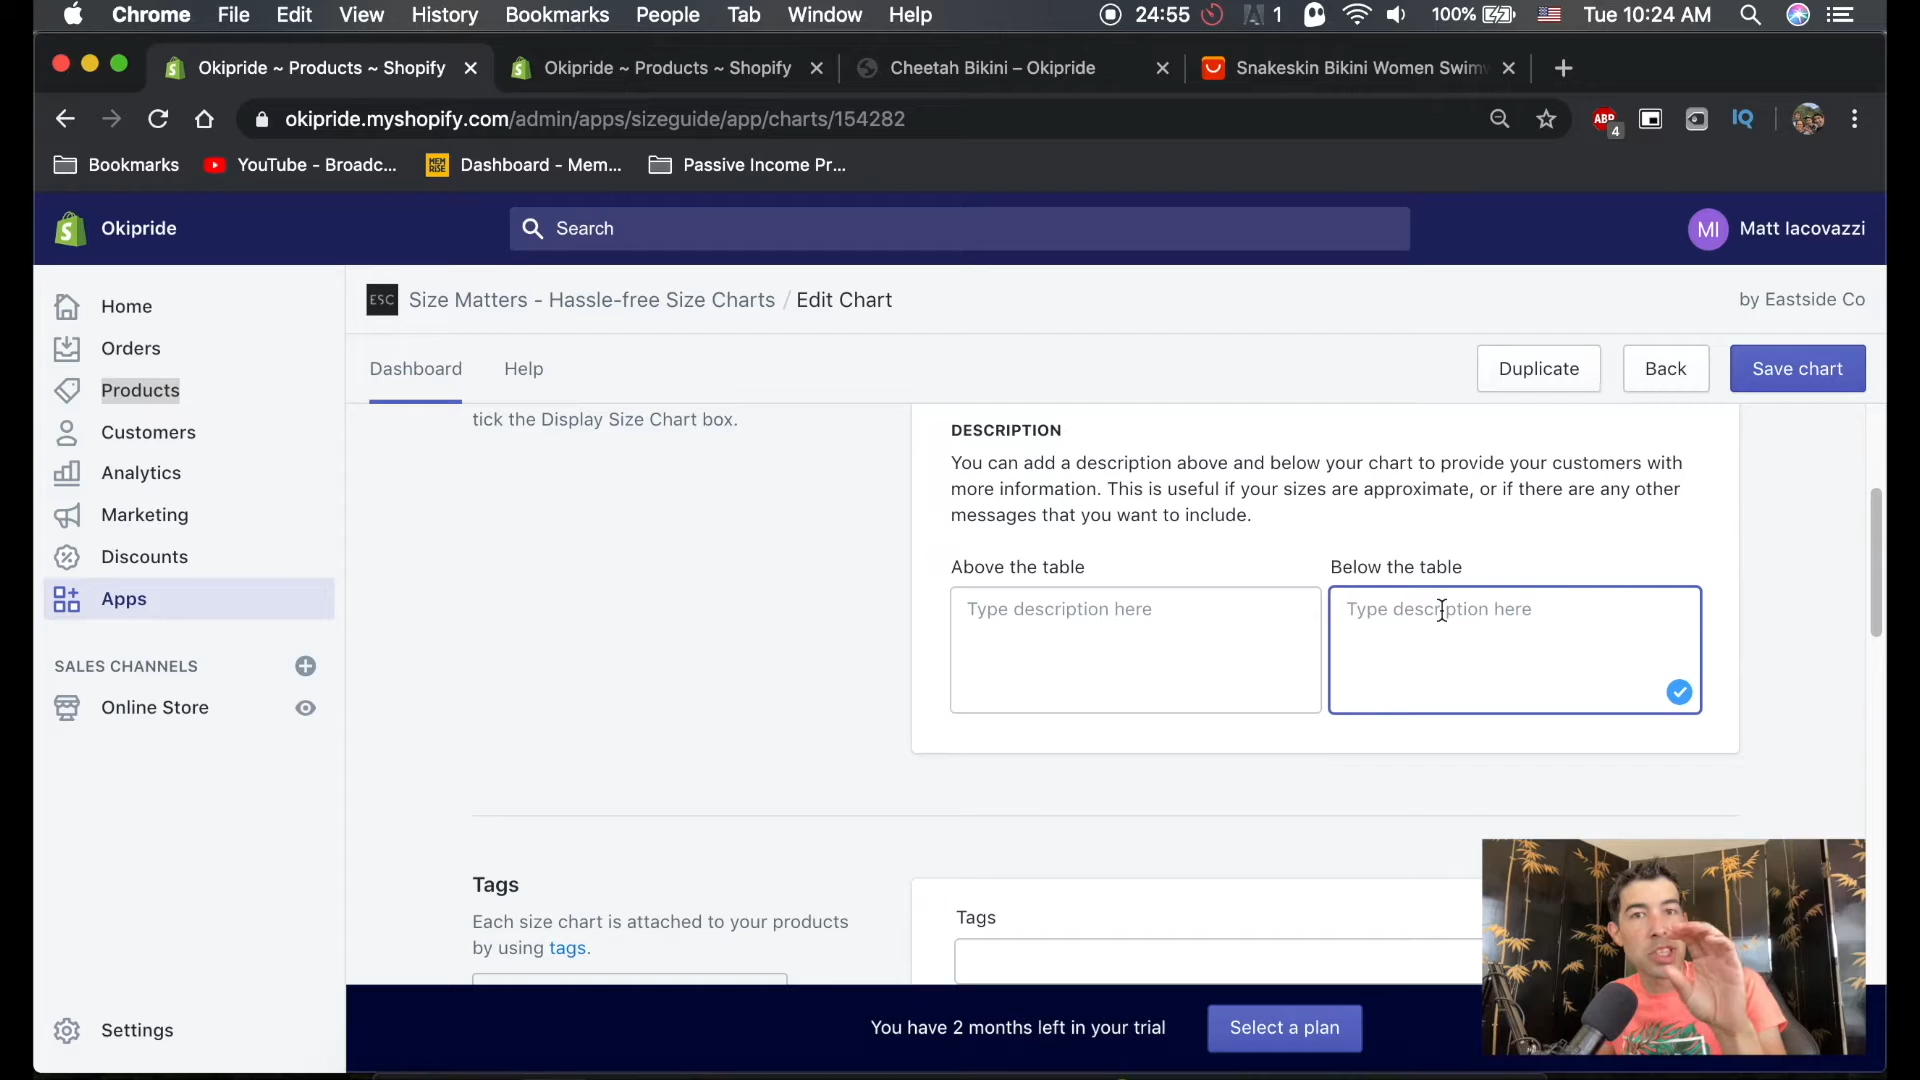 Chrome File Edit View History Bookmarks People Tab Window Help 24:55 1 100% Tue 10:24 AM
Okipride ~ Products ~ Shopify Okipride ~ Products ~ Shopify Cheetah Bikini – Okipride Snakeskin Bikini Women Swimw
okipride.myshopify.com/admin/apps/sizeguide/app/charts/154282 ABP 4 IQ
Bookmarks YouTube - Broadc... MEM RISE Dashboard - Mem... Passive Income Pr...
Okipride Search MI Matt Iacovazzi
Home
Orders
Products
Customers
Analytics
Marketing
Discounts
Apps
SALES CHANNELS
Online Store
Settings
ESC Size Matters - Hassle-free Size Charts / Edit Chart by Eastside Co
Dashboard Help Duplicate Back Save chart
tick the Display Size Chart box.
DESCRIPTION
You can add a description above and below your chart to provide your customers with
more information. This is useful if your sizes are approximate, or if there are any other
messages that you want to include.
Above the table Below the table
Type description here Type description here
Tags
Each size chart is attached to your products
by using tags.
Tags
You have 2 months left in your trial Select a plan